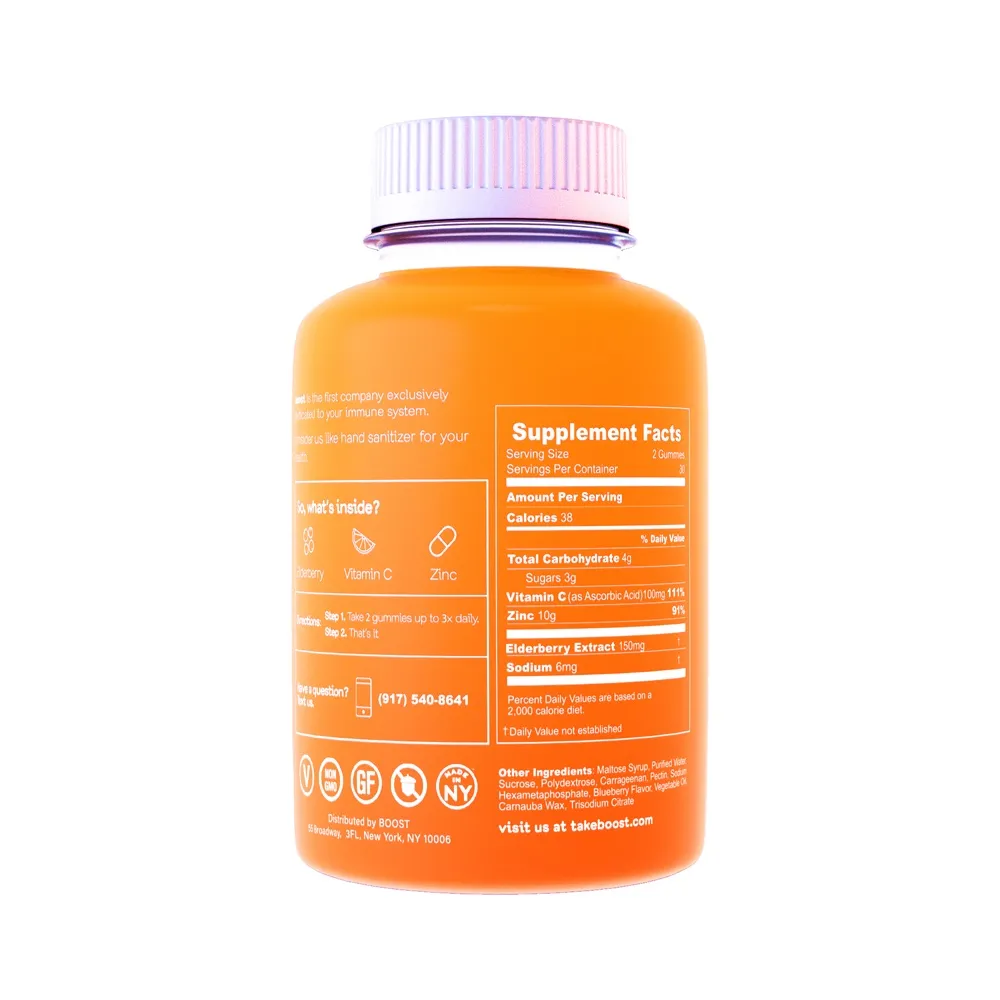 is the first company exclusively
to your immune system.
us like hand sanitizer for your
So, what's inside?
Vitamin C
Zinc
Step 1. Take 2 gummies up to 3x daily.
Step 2. That's it
a question?
us.
(917) 540-8641
V
NON
GMO
GF
MADE
IN
NY
Distributed by BOOST
Broadway, 3FL, New York, NY 10006
Supplement Facts
Serving Size 2 Gummies
Servings Per Container 30
Amount Per Serving
Calories 38
% Daily Value
Total Carbohydrate 4g
Sugars 3g
Vitamin C (as Ascorbic Acid) 100mg 111%
Zinc 10g 91%
Elderberry Extract 150mg †
Sodium 6mg †
Percent Daily Values are based on a
2,000 calorie diet.
† Daily Value not established
Other Ingredients: Maltose Syrup, Purified Water
Sucrose, Polydextrose, Carrageenan, Pectin, Sodium
Hexametaphosphate, Blueberry Flavor, Vegetable Oil,
Carnauba Wax, Trisodium Citrate
visit us at takeboost.com